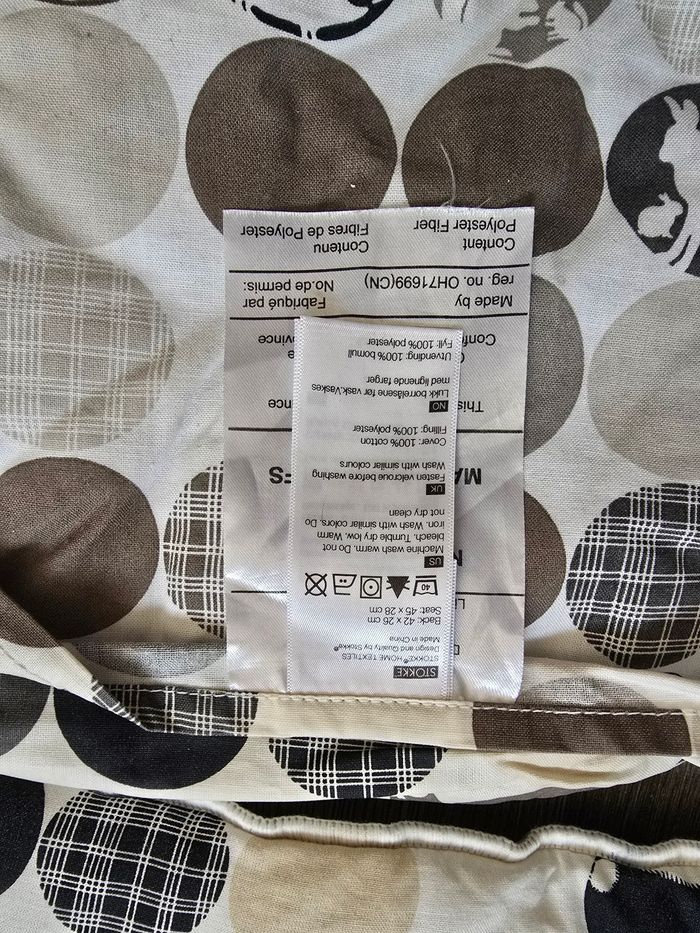 STOKKE
STOKKE® HOME TEXTILES
Design and Quality by Stokke®
Made in China
Back: 42 x 26 cm
Seat: 45 x 28 cm
40
US
Machine wash warm. Do not
bleach. Tumble dry low. Warm
iron. Wash with similar colors. Do
not dry clean
UK
Fasten velcroue before washing
Wash with similar colours
Cover: 100% cotton
Filling: 100% polyester
NO
Lukk borrelåsene før vask.Vaskes
med lignende farger
Utvending: 100% bomull
Fyll: 100% polyester
Made by
reg. no. OH71699(CN)
Fabriqué par
No.de permis:
Content
Polyester Fiber
Contenu
Fibres de Polyester